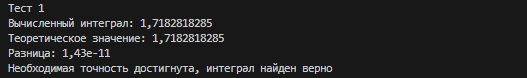 Тест 1
Вычисленный интеграл: 1,7182818285
Теоретическое значение: 1,7182818285
Разница: 1,43e-11
Необходимая точность достигнута, интеграл найден верно